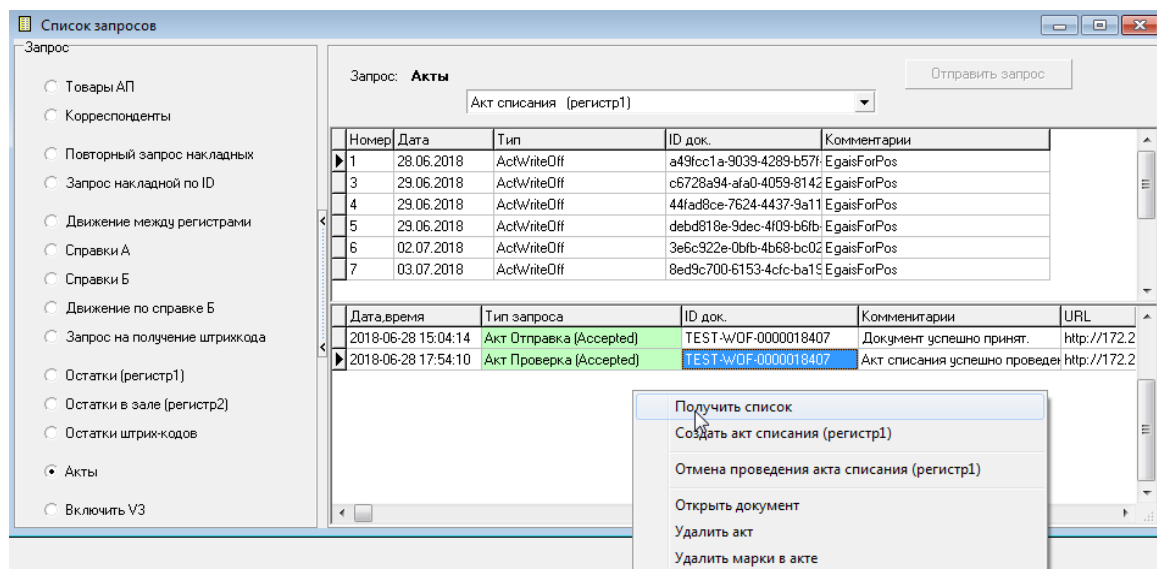 Список запросов
Запрос
Товары АП
Корреспонденты
Повторный запрос накладных
Запрос накладной по ID
Движение между регистрами
Справки А
Справки Б
Движение по справке Б
Запрос на получение штрихкода
Остатки (регистр1)
Остатки в зале (регистр2)
Остатки штрих-кодов
Акты
Включить V3
Запрос: Акты
Отправить запрос
Акт списания (регистр1)
Номер Дата Тип ID док. Комментарии
1 28.06.2018 ActWriteOff a49fcc1a-9039-4289-b57f- EgaisForPos
3 29.06.2018 ActWriteOff c6728a94-afa0-4059-8142 EgaisForPos
4 29.06.2018 ActWriteOff 44fad8ce-7624-4437-9a11 EgaisForPos
5 29.06.2018 ActWriteOff debd818e-9dec-4f09-b6fb- EgaisForPos
6 02.07.2018 ActWriteOff 3e6c922e-0bfb-4b68-bc02 EgaisForPos
7 03.07.2018 ActWriteOff 8ed9c700-6153-4cfc-ba19 EgaisForPos
Дата,время Тип запроса ID док. Комменитарии URL
2018-06-28 15:04:14 Акт Отправка (Accepted) TEST-WOF-0000018407 Документ успешно принят. http://172.2
2018-06-28 17:54:10 Акт Проверка (Accepted) TEST-WOF-0000018407 Акт списания успешно проведен http://172.2
Получить список
Создать акт списания (регистр1)
Отмена проведения акта списания (регистр1)
Открыть документ
Удалить акт
Удалить марки в акте